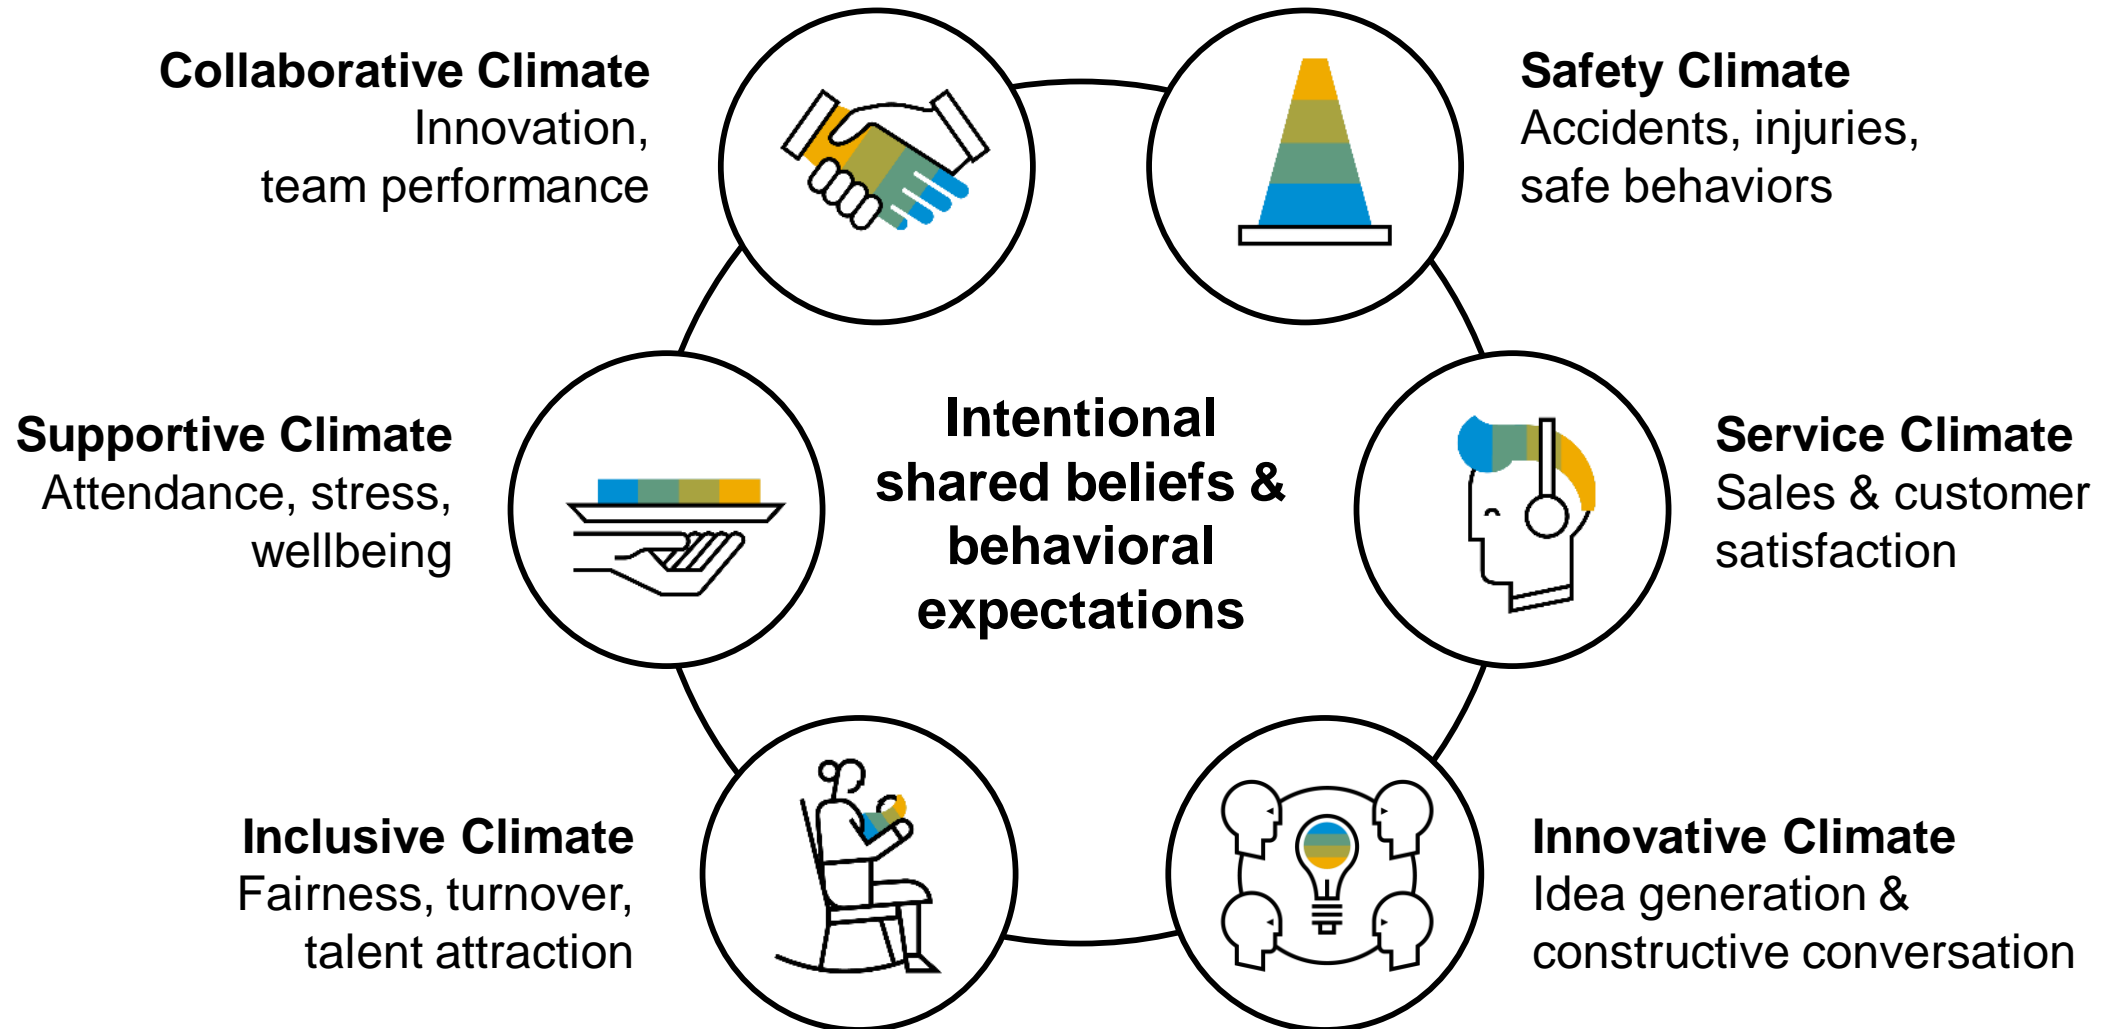 Collaborative Climate
Innovation,
team performance
Safety Climate
Accidents, injuries,
safe behaviors
Supportive Climate
Attendance, stress,
wellbeing
Intentional
shared beliefs &
behavioral
expectations
Service Climate
Sales & customer
satisfaction
Inclusive Climate
Fairness, turnover,
talent attraction
Innovative Climate
Idea generation &
constructive conversation